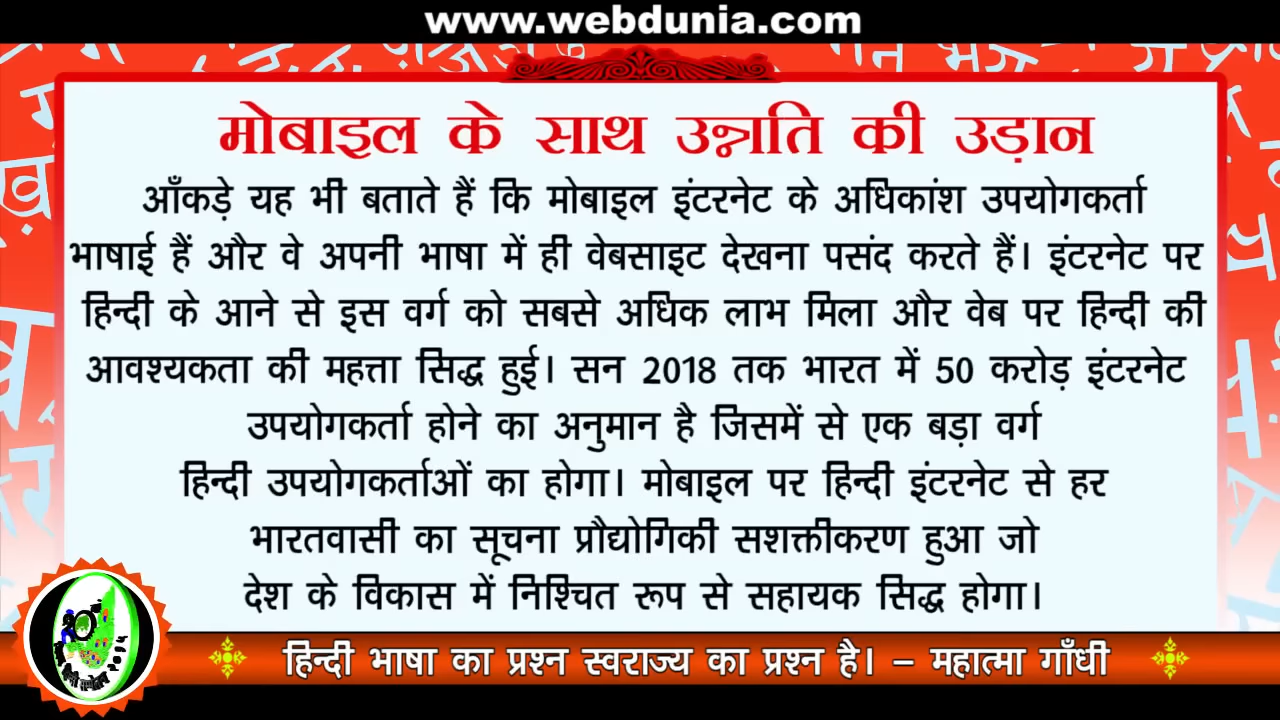 www.webdunia.com
मोबाइल के साथ उन्नति की उड़ान
आँकड़े यह भी बताते हैं कि मोबाइल इंटरनेट के अधिकांश उपयोगकर्ता
भाषाई हैं और वे अपनी भाषा में ही वेबसाइट देखना पसंद करते हैं। इंटरनेट पर
हिन्दी के आने से इस वर्ग को सबसे अधिक लाभ मिला और वेब पर हिन्दी की
आवश्यकता की महत्ता सिद्ध हुई। सन 2018 तक भारत में 50 करोड़ इंटरनेट
उपयोगकर्ता होने का अनुमान है जिसमें से एक बड़ा वर्ग
हिन्दी उपयोगकर्ताओं का होगा। मोबाइल पर हिन्दी इंटरनेट से हर
भारतवासी का सूचना प्रौद्योगिकी सशक्तीकरण हुआ जो
देश के विकास में निश्चित रूप से सहायक सिद्ध होगा।
हिन्दी भाषा का प्रश्न स्वराज्य का प्रश्न है। – महात्मा गाँधी